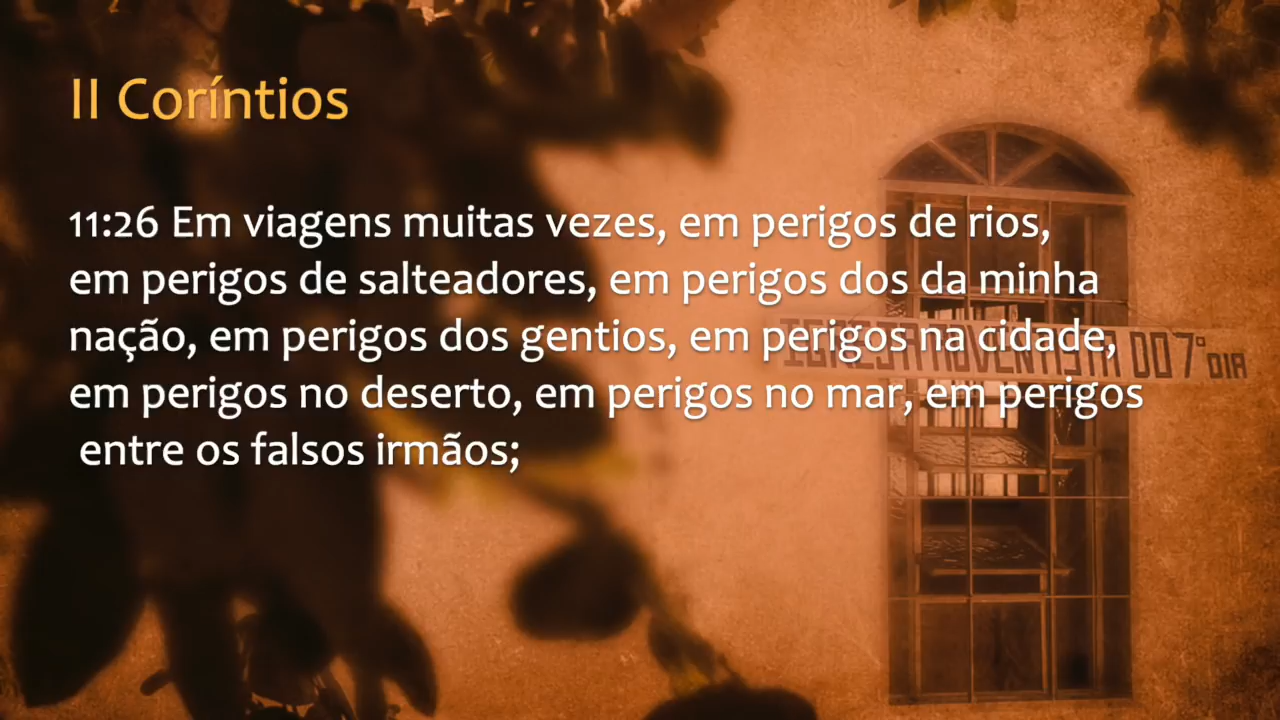 II Coríntios
11:26 Em viagens muitas vezes, em perigos de rios,
em perigos de salteadores, em perigos dos da minha
nação, em perigos dos gentios, em perigos na cidade,
em perigos no deserto, em perigos no mar, em perigos
entre os falsos irmãos;
IGREJA ADVENTISTA DO 7° DIA